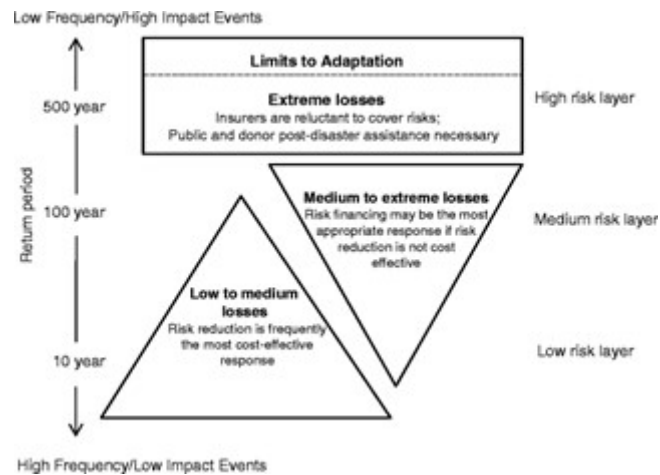 Low Frequency/High Impact Events
Limits to Adaptation
500 year
Extreme losses
Insurers are reluctant to cover risks;
Public and donor post-disaster assistance necessary
High risk layer
Return period
100 year
Medium to extreme losses
Risk financing may be the most
appropriate response if risk
reduction is not cost
effective
Medium risk layer
Low to medium
losses
Risk reduction is frequently
the most cost-effective
response
10 year
Low risk layer
High Frequency/Low Impact Events